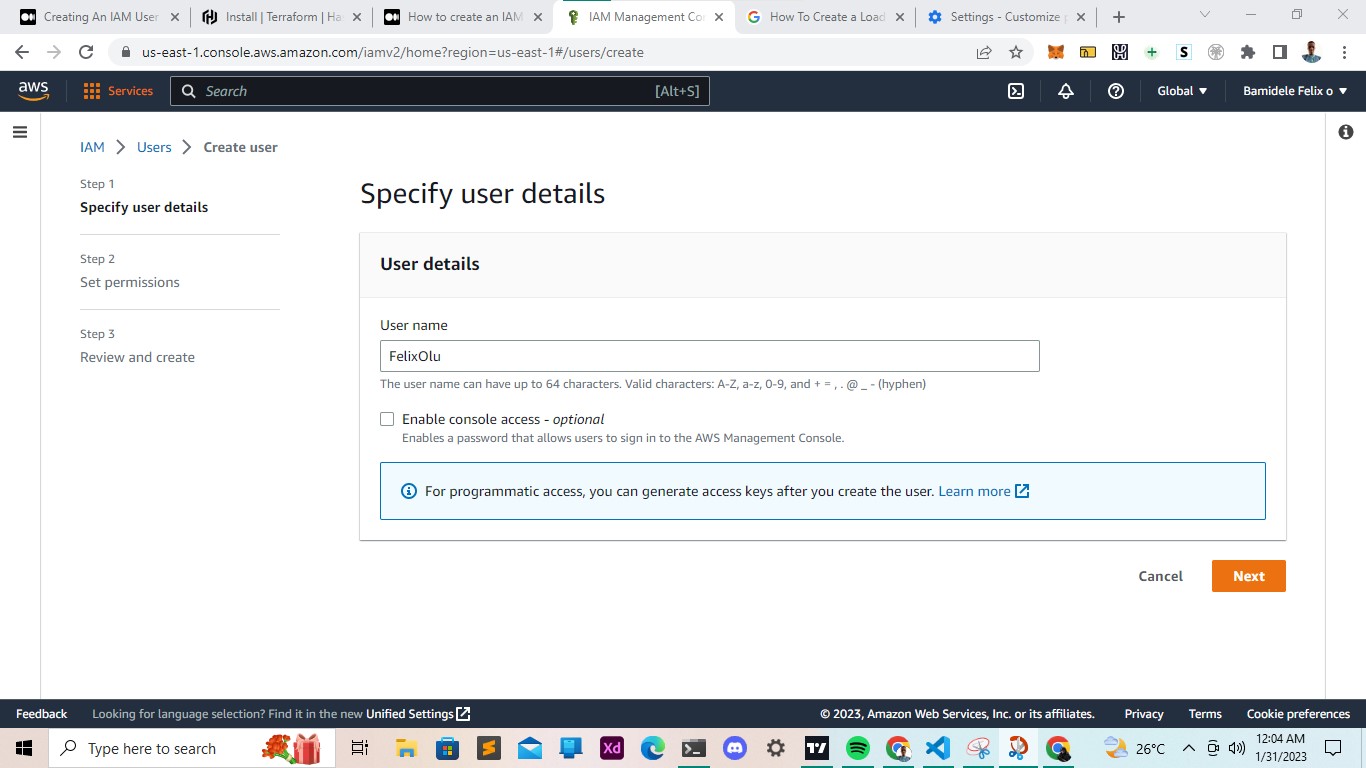 Creating An IAM User
Install | Terraform | Ha
How to create an IAM
IAM Management Co
How To Create a Load
Settings - Customize
us-east-1.console.aws.amazon.com/iamv2/home?region=us-east-1#/users/create
aws
Services
Search
[Alt+S]
Global
Bamidele Felix o
IAM > Users > Create user
Step 1
Specify user details
Step 2
Set permissions
Step 3
Review and create
Specify user details
User details
User name
FelixOlu
The user name can have up to 64 characters. Valid characters: A-Z, a-z, 0-9, and + = , . @ _ - (hyphen)
Enable console access - optional
Enables a password that allows users to sign in to the AWS Management Console.
For programmatic access, you can generate access keys after you create the user. Learn more
Cancel
Next
Feedback
Looking for language selection? Find it in the new Unified Settings
© 2023, Amazon Web Services, Inc. or its affiliates.
Privacy
Terms
Cookie preferences
Type here to search
Xd
26°C
12:04 AM
1/31/2023